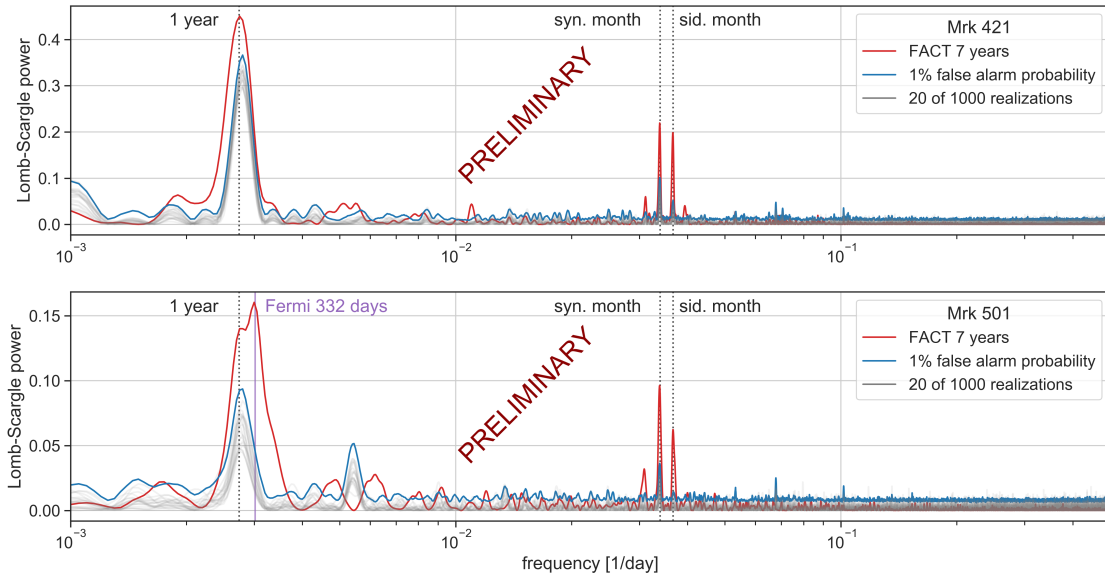 1 year
syn. month
sid. month
Mrk 421
FACT 7 years
1% false alarm probability
20 of 1000 realizations
PRELIMINARY
Lomb-Scargle power
0.4
0.3
0.2
0.1
0.0
10⁻³
10⁻²
10⁻¹
1 year
Fermi 332 days
syn. month
sid. month
Mrk 501
FACT 7 years
1% false alarm probability
20 of 1000 realizations
PRELIMINARY
Lomb-Scargle power
0.15
0.10
0.05
0.00
10⁻³
10⁻²
10⁻¹
frequency [1/day]